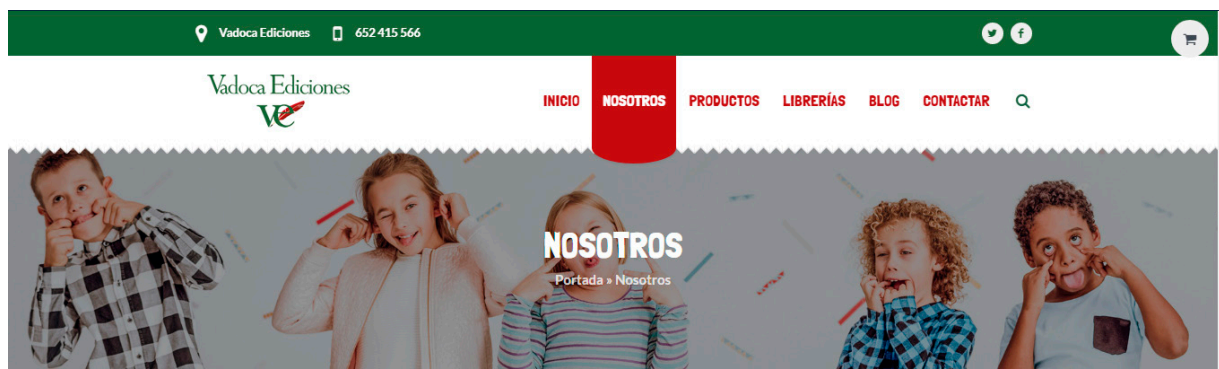 Vadoca Ediciones 652 415 566
Vadoca Ediciones
VE
INICIO NOSOTROS PRODUCTOS LIBRERÍAS BLOG CONTACTAR
NOSOTROS
Portada » Nosotros